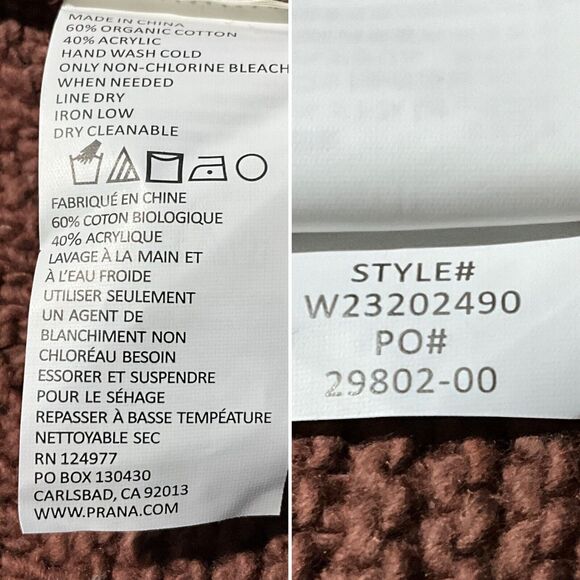 MADE IN CHINA
60% ORGANIC COTTON
40% ACRYLIC
HAND WASH COLD
ONLY NON-CHLORINE BLEACH
WHEN NEEDED
LINE DRY
IRON LOW
DRY CLEANABLE
FABRIQUÉ EN CHINE
60% COTON BIOLOGIQUE
40% ACRYLIQUE
LAVAGE À LA MAIN ET
À L'EAU FROIDE
UTILISER SEULEMENT
UN AGENT DE
BLANCHIMENT NON
CHLORÉAU BESOIN
ESSORER ET SUSPENDRE
POUR LE SÉHAGE
REPASSER À BASSE TEMPÉATURE
NETTOYABLE SEC
RN 124977
PO BOX 130430
CARLSBAD, CA 92013
WWW.PRANA.COM
STYLE#
W23202490
PO#
29802-00